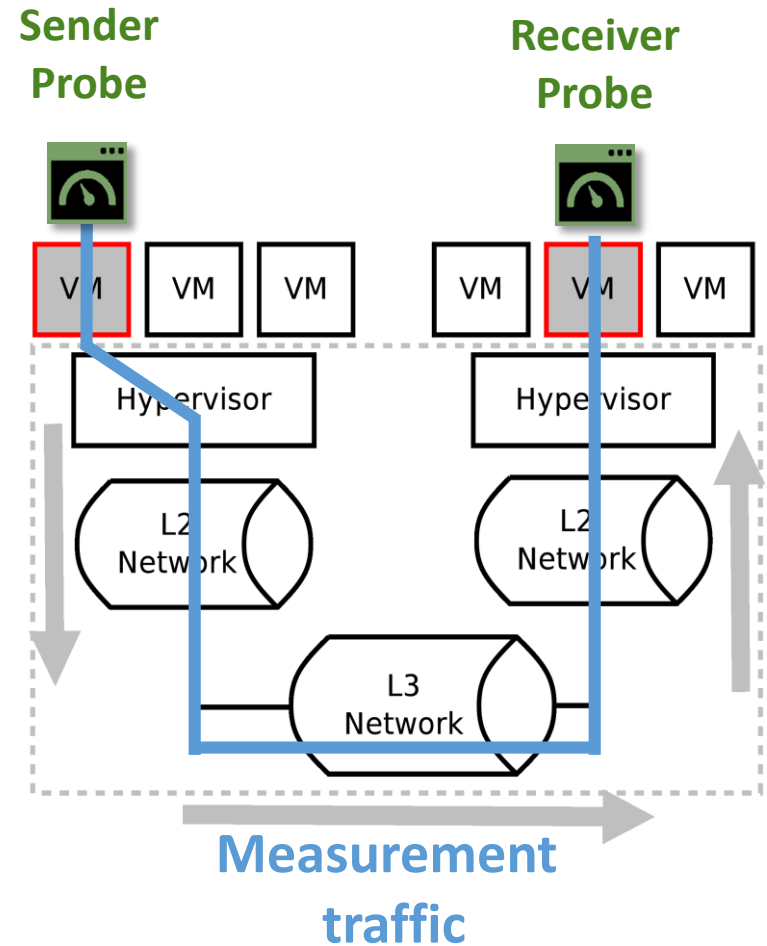 Sender
Probe
Receiver
Probe
VM
VM
VM
VM
VM
VM
Hypervisor
Hypervisor
L2
Network
L2
Network
L3
Network
Measurement
traffic